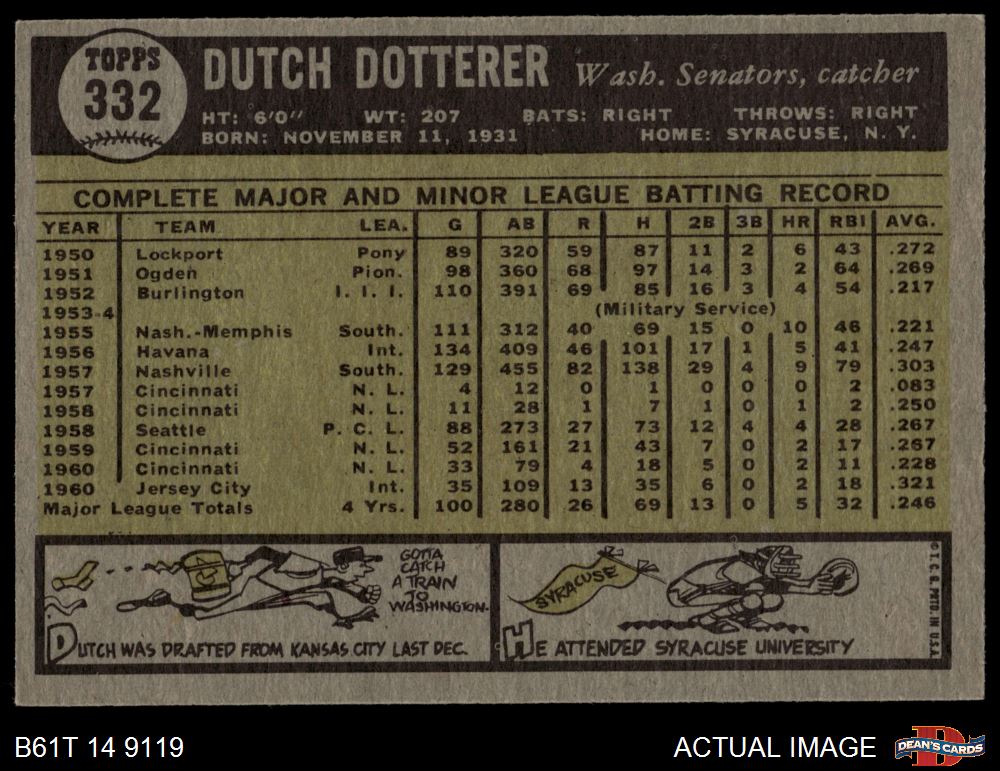 TOPPS
332
DUTCH DOTTERER Wash. Senators, catcher
HT: 6'0" WT: 207 BATS: RIGHT THROWS: RIGHT
BORN: NOVEMBER 11, 1931 HOME: SYRACUSE, N. Y.
COMPLETE MAJOR AND MINOR LEAGUE BATTING RECORD
YEAR TEAM LEA. G AB R H 2B 3B HR RBI AVG.
1950 Lockport Pony 89 320 59 87 11 2 6 43 .272
1951 Ogden Pion. 98 360 68 97 14 3 2 64 .269
1952 Burlington I. I. I. 110 391 69 85 16 3 4 54 .217
1953-4 (Military Service)
1955 Nash.-Memphis South. 111 312 40 69 15 0 10 46 .221
1956 Havana Int. 134 409 46 101 17 1 5 41 .247
1957 Nashville South. 129 455 82 138 29 4 9 79 .303
1957 Cincinnati N. L. 4 12 0 1 0 0 0 2 .083
1958 Cincinnati N. L. 11 28 1 7 1 0 1 2 .250
1958 Seattle P. C. L. 88 273 27 73 12 4 4 28 .267
1959 Cincinnati N. L. 52 161 21 43 7 0 2 17 .267
1960 Cincinnati N. L. 33 79 4 18 5 0 2 11 .228
1960 Jersey City Int. 35 109 13 35 6 0 2 18 .321
Major League Totals 4 Yrs. 100 280 26 69 13 0 5 32 .246
GOTTA
CATCH
A TRAIN
TO
WASHINGTON.
DUTCH WAS DRAFTED FROM KANSAS CITY LAST DEC.
SYRACUSE
HE ATTENDED SYRACUSE UNIVERSITY
© T. C. G. PRTD. IN U.S.A.
B61T 14 9119
ACTUAL IMAGE
D
DEAN'S CARDS